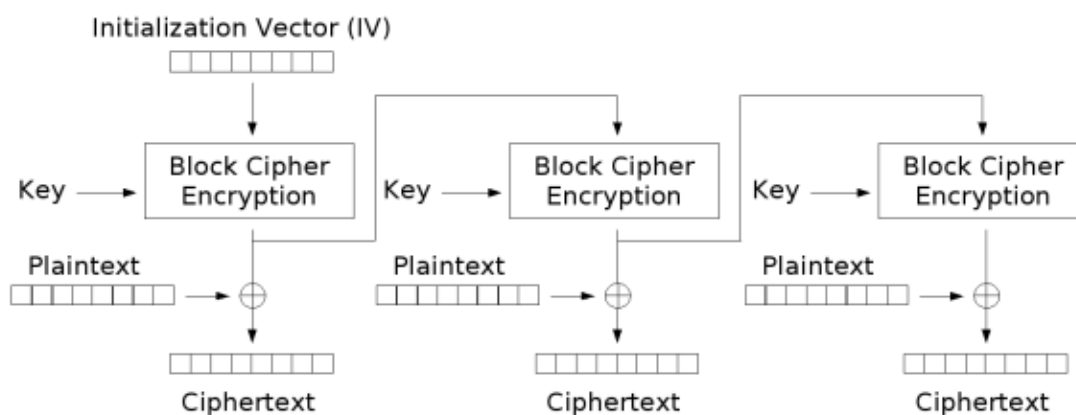 Initialization Vector (IV)
Key
Block Cipher
Encryption
Key
Block Cipher
Encryption
Key
Block Cipher
Encryption
Plaintext
Plaintext
Plaintext
Ciphertext
Ciphertext
Ciphertext